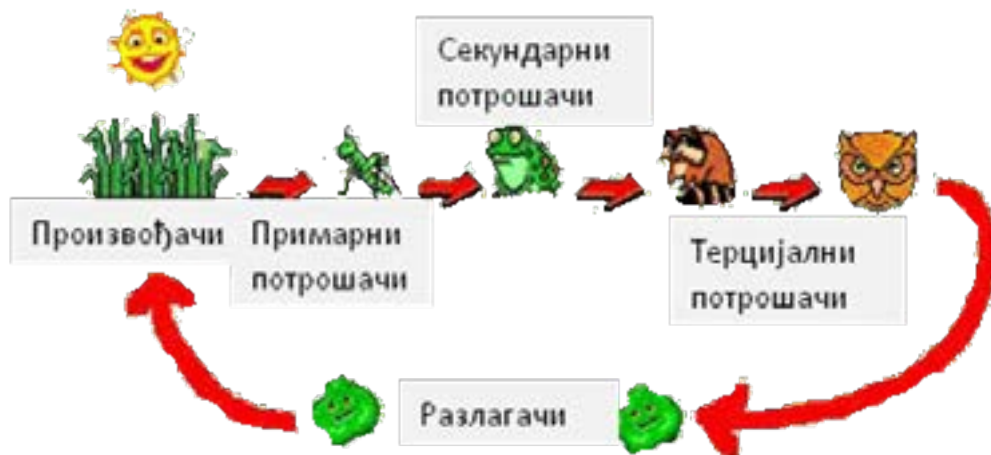 Секундарни
потрошачи
Произвођачи
Примарни
потрошачи
Терцијални
потрошачи
Разлагачи